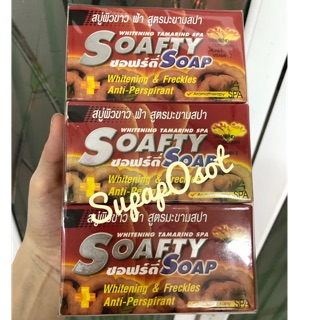 สบู่ผิวขาว ฟ้า สูตรมะขามสปา
WHITENING TAMARIND SPA
SOAFTY
ซอฟร์ตี้ SOAP
Whitening & Freckles
Anti-Perspirant
SPA
สบู่ผิวขาว ฟ้า สูตรมะขามสปา
WHITENING TAMARIND SPA
SOAFTY
ซอฟร์ตี้ SOAP
Whitening & Freckles
Anti-Perspirant
SPA
SupapOsot
สบู่ผิวขาว ฟ้า สูตรมะขามสปา
WHITENING TAMARIND SPA
SOAFTY
ซอฟร์ตี้ SOAP
Whitening & Freckles
Anti-Perspirant
SPA